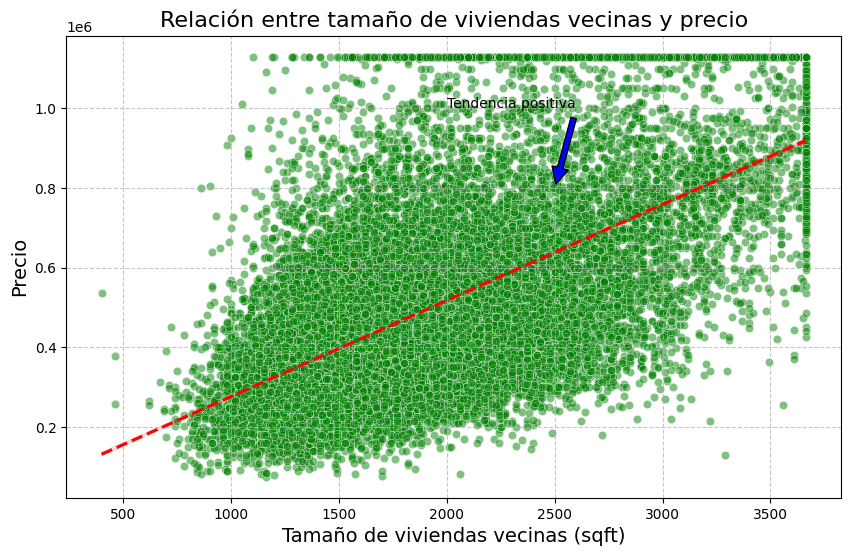 Relación entre tamaño de viviendas vecinas y precio
1e6
Tendencia positiva
1.0
0.8
0.6
0.4
0.2
Precio
500 1000 1500 2000 2500 3000 3500
Tamaño de viviendas vecinas (sqft)